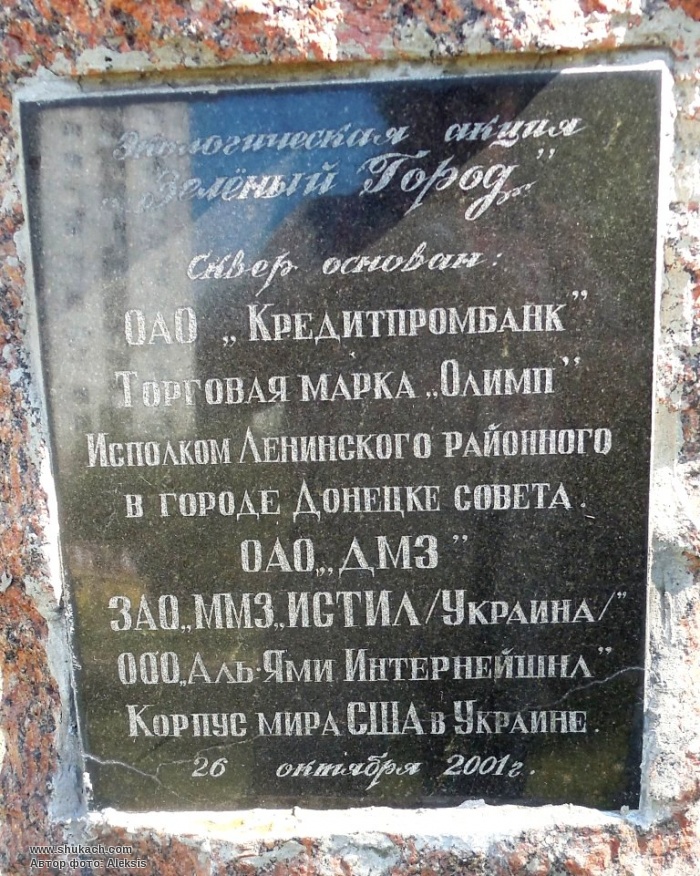 Экологическая акция
„Зелёный Город"
Сквер основан:
ОАО „Кредитпромбанк"
Торговая марка „Олимп"
Исполком Ленинского районного
в городе Донецке совета.
ОАО „ДМЗ"
ЗАО „ММЗ „ИСТИЛ/Украина/"
ООО „Аль-Ями Интернейшнл"
Корпус мира США в Украине.
26 октября 2001г.
www.shukach.com
Автор фото: Aleksis